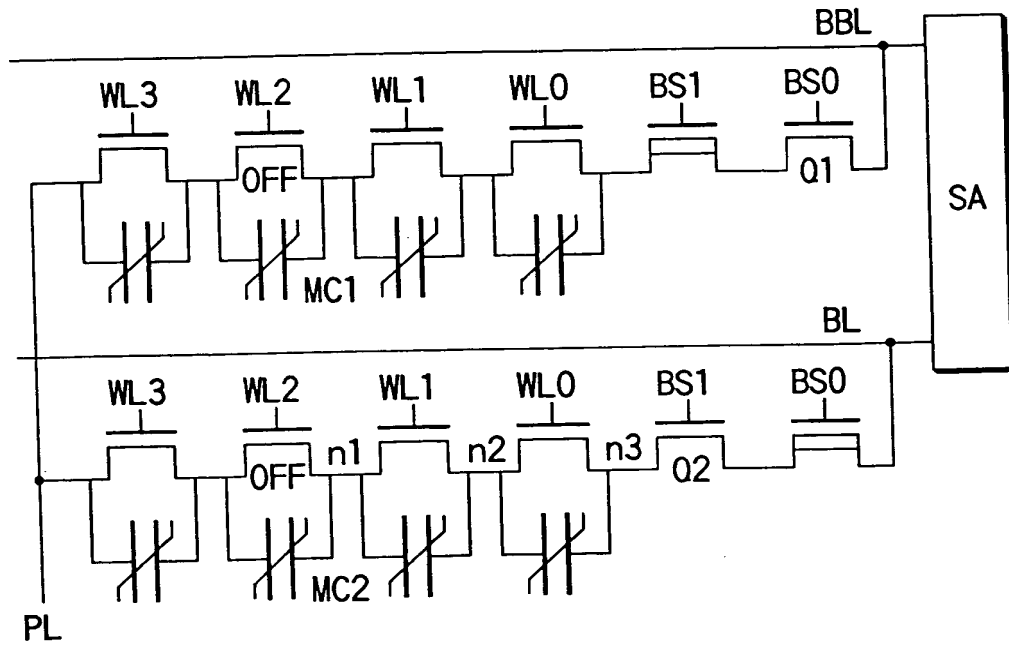 BBL
WL3 WL2 WL1 WL0 BS1 BS0
OFF Q1
SA
MC1
BL
WL3 WL2 WL1 WL0 BS1 BS0
n1 n2 n3
OFF Q2
MC2
PL